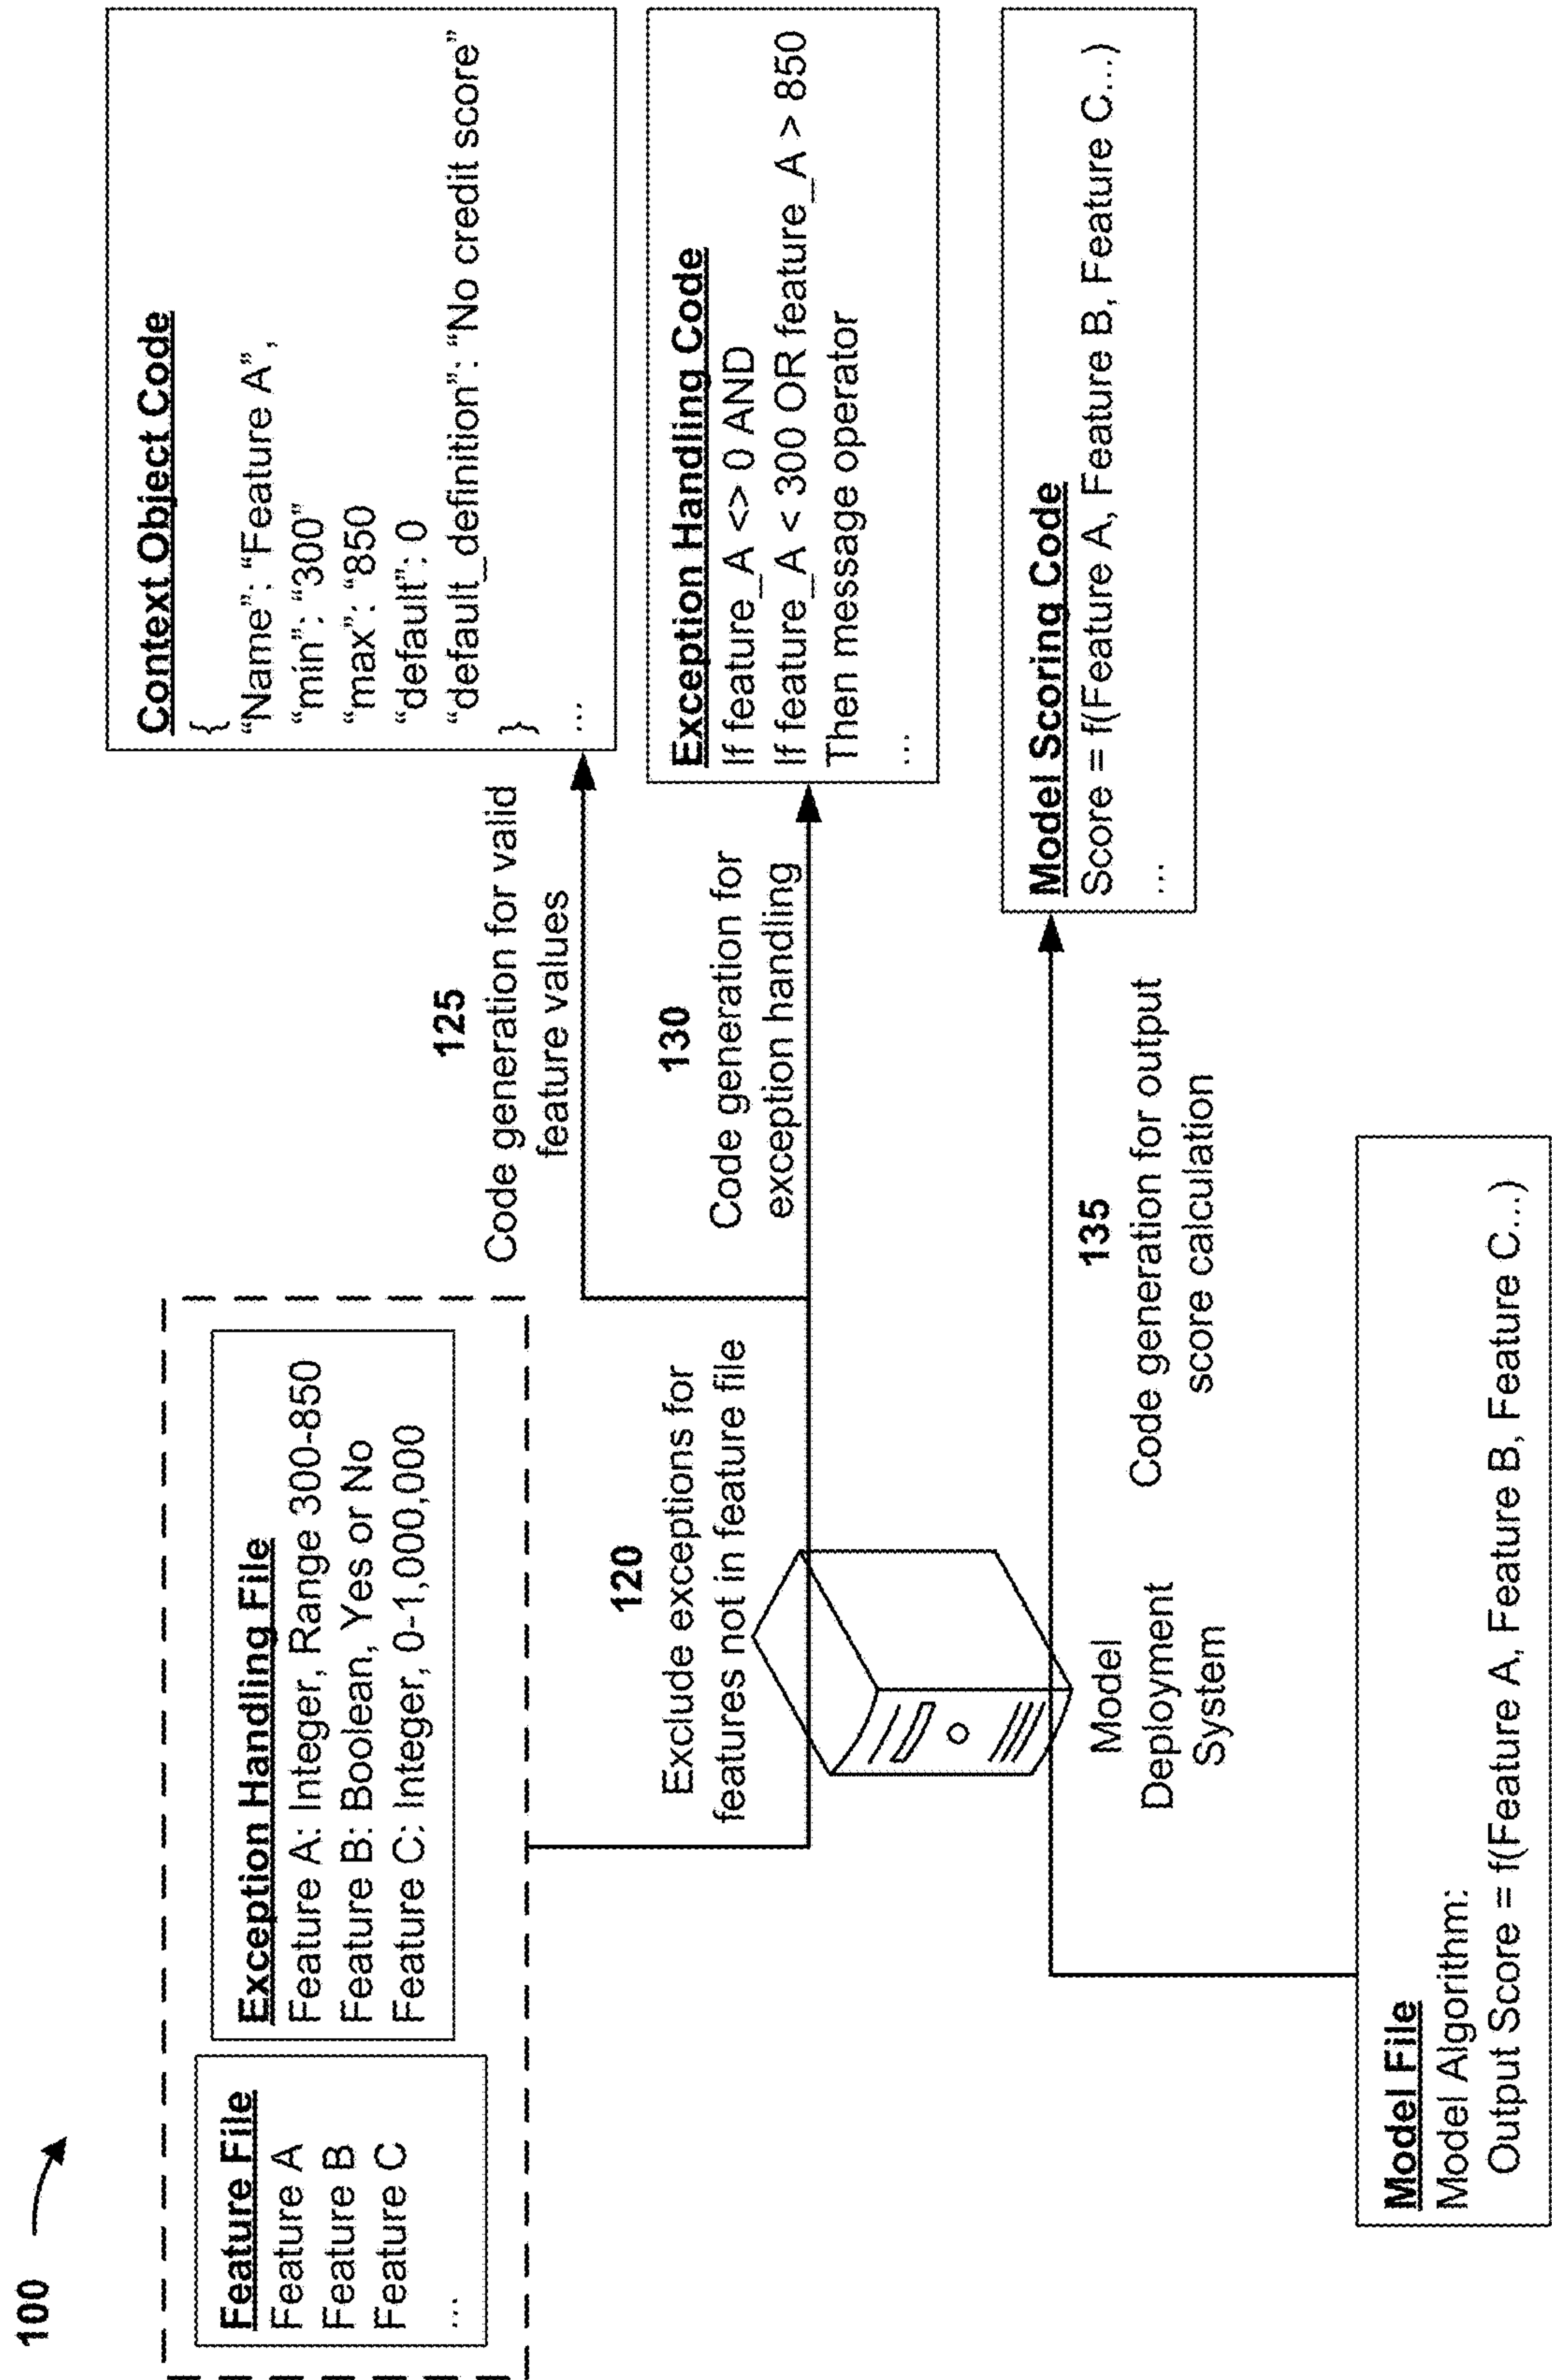 100
Feature File
Feature A
Feature B
Feature C
...
Exception Handling File
Feature A: Integer, Range 300-850
Feature B: Boolean, Yes or No
Feature C: Integer, 0-1,000,000
120
Exclude exceptions for
features not in feature file
125
Code generation for valid
feature values
Context Object Code
{
“Name”: “Feature A”,
“min”: “300”
“max”: “850
“default”: 0
“default_definition”: “No credit score”
}
...
130
Code generation for
exception handling
Exception Handling Code
If feature_A <> 0 AND
If feature_A < 300 OR feature_A > 850
Then message operator
...
Model
Deployment
System
135
Code generation for output
score calculation
Model Scoring Code
Score = f(Feature A, Feature B, Feature C...)
...
Model File
Model Algorithm:
Output Score = f(Feature A, Feature B, Feature C...)